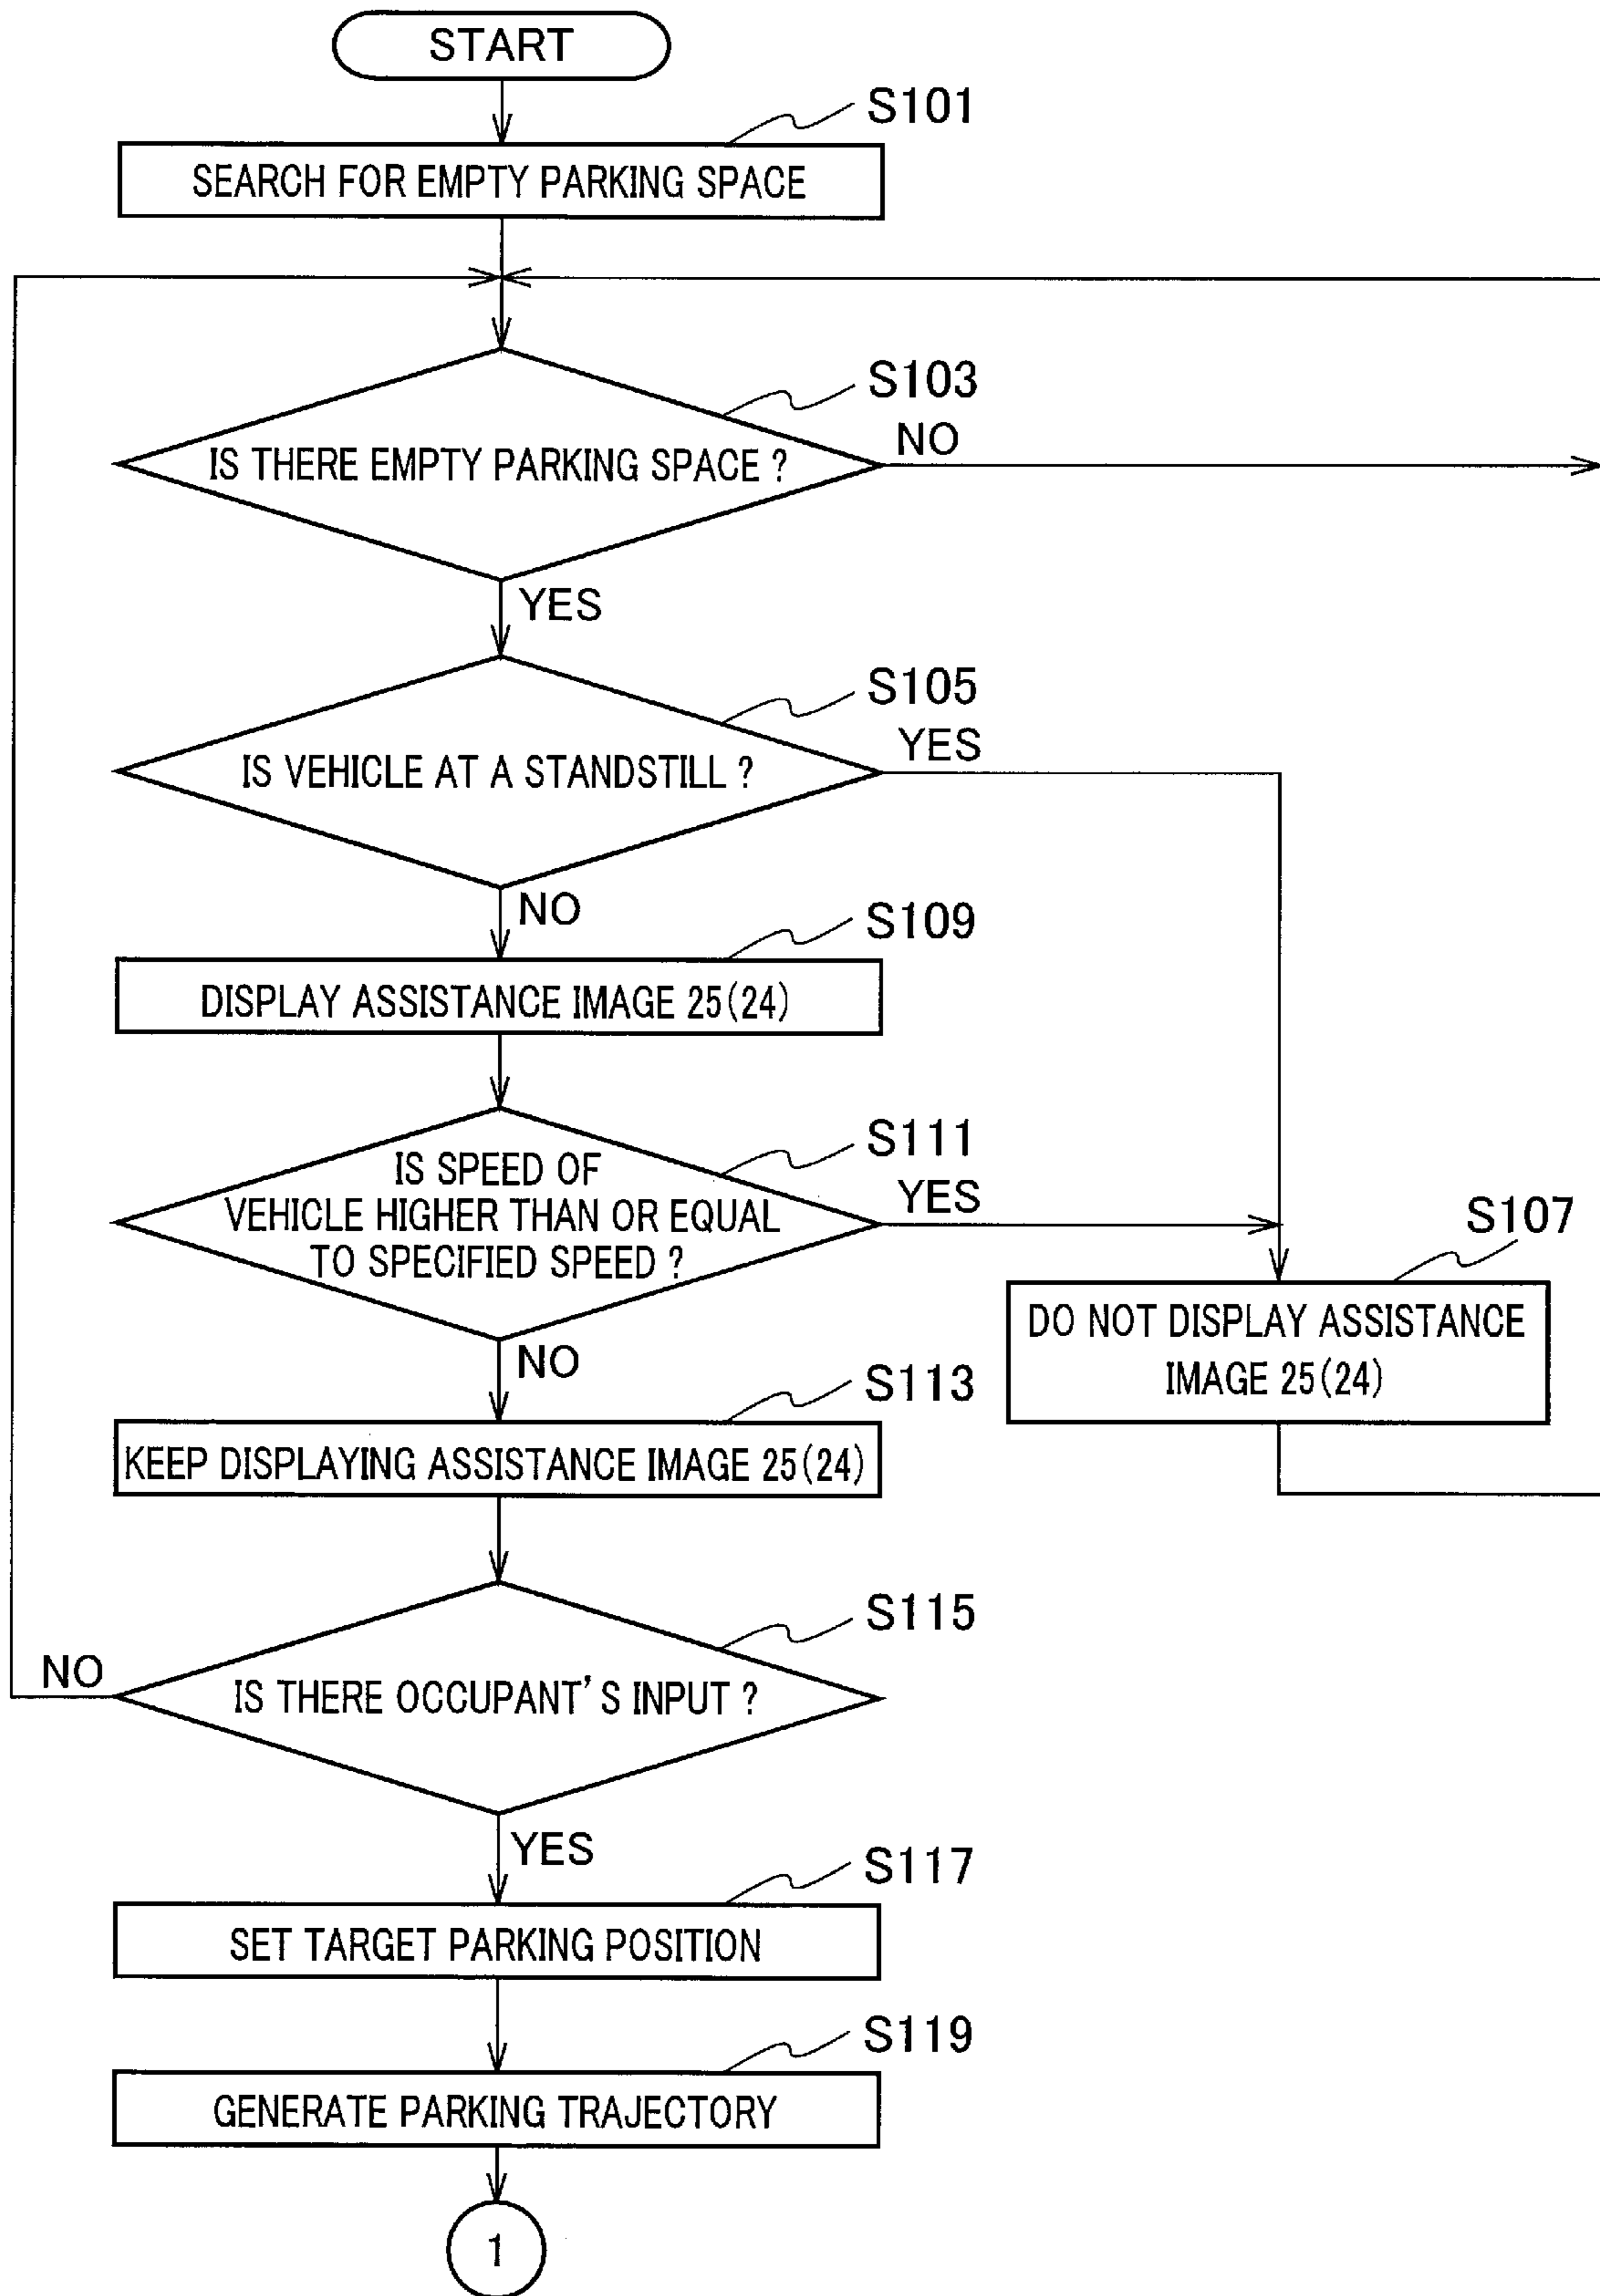 START
S101
SEARCH FOR EMPTY PARKING SPACE
S103
IS THERE EMPTY PARKING SPACE ?
NO
YES
S105
IS VEHICLE AT A STANDSTILL ?
YES
NO
S109
DISPLAY ASSISTANCE IMAGE 25(24)
S111
IS SPEED OF
VEHICLE HIGHER THAN OR EQUAL
TO SPECIFIED SPEED ?
YES
S107
DO NOT DISPLAY ASSISTANCE
IMAGE 25(24)
NO
S113
KEEP DISPLAYING ASSISTANCE IMAGE 25(24)
S115
IS THERE OCCUPANT'S INPUT ?
NO
YES
S117
SET TARGET PARKING POSITION
S119
GENERATE PARKING TRAJECTORY
1